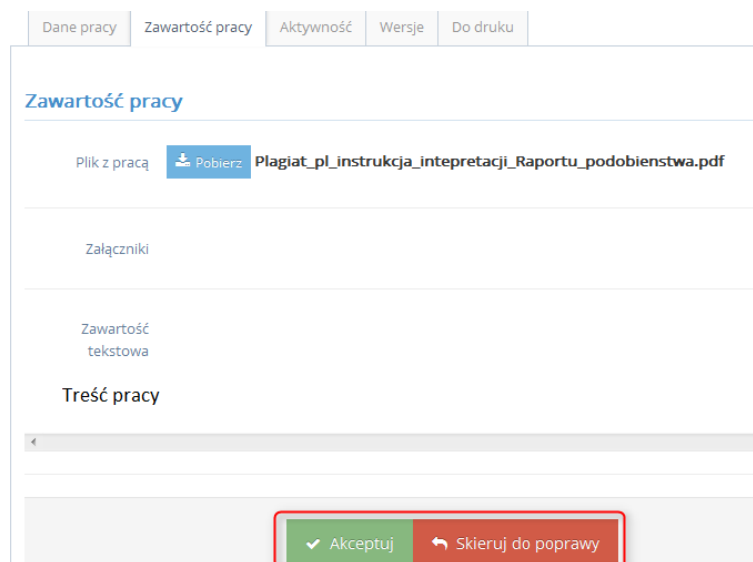 Dane pracy Zawartość pracy Aktywność Wersje Do druku
Zawartość pracy
Plik z pracą Pobierz Plagiat_pl_instrukcja_intepretacji_Raportu_podobienstwa.pdf
Załączniki
Zawartość
tekstowa
Treść pracy
Akceptuj Skieruj do poprawy